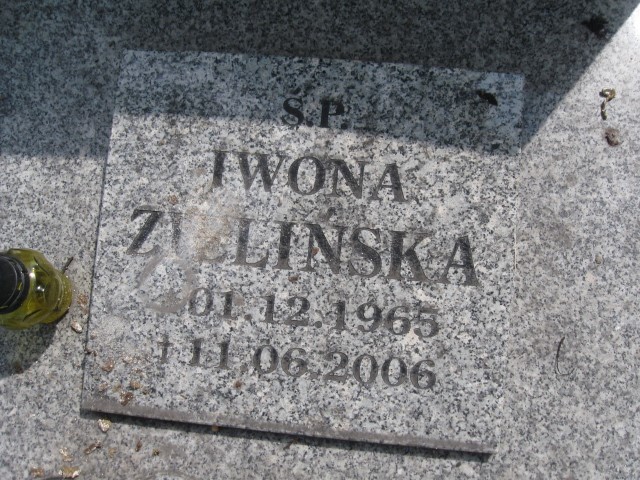 Ś.P.
IWONA
ZIELIŃSKA
* 01.12.1965
† 11.06.2006